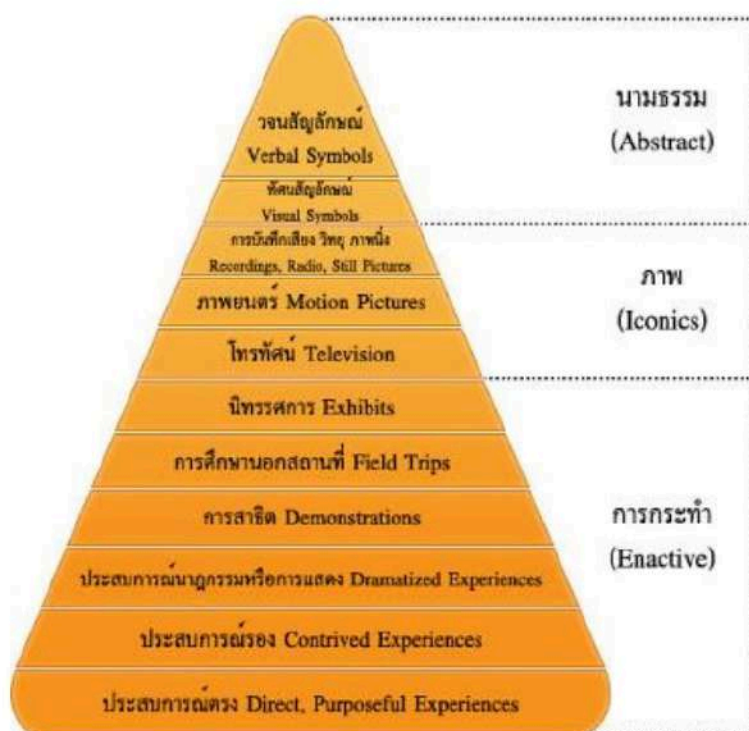 วจนสัญลักษณ์
Verbal Symbols
ทัศนสัญลักษณ์
Visual Symbols
การบันทึกเสียง วิทยุ ภาพนิ่ง
Recordings, Radio, Still Pictures
ภาพยนตร์ Motion Pictures
โทรทัศน์ Television
นิทรรศการ Exhibits
การศึกษานอกสถานที่ Field Trips
การสาธิต Demonstrations
ประสบการณ์นาฏกรรมหรือการแสดง Dramatized Experiences
ประสบการณ์รอง Contrived Experiences
ประสบการณ์ตรง Direct, Purposeful Experiences
นามธรรม
(Abstract)
ภาพ
(Iconics)
การกระทำ
(Enactive)